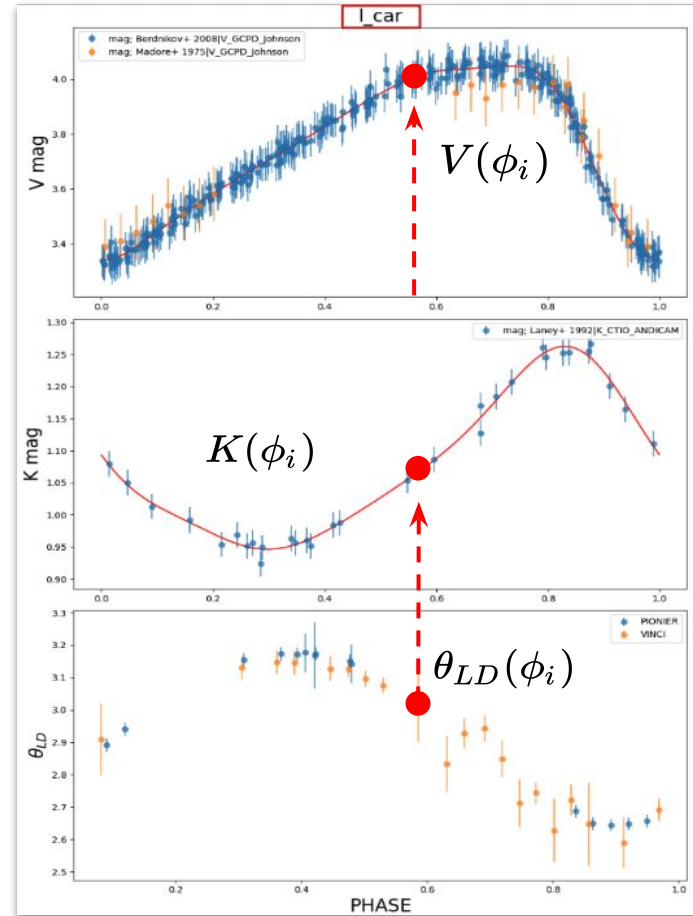 l_car
mag; Berdnikov+ 2008|V_GCPD_Johnson
mag; Madore+ 1975|V_GCPD_Johnson
V mag
4.0
3.8
3.6
3.4
V(ϕᵢ)
0.0 0.2 0.4 0.6 0.8 1.0
mag; Laney+ 1992|K_CTIO_ANDICAM
K mag
1.30
1.25
1.20
1.15
1.10
1.05
1.00
0.95
0.90
K(ϕᵢ)
0.0 0.2 0.4 0.6 0.8 1.0
PIONIER
VINCI
θ_LD
3.3
3.2
3.1
3.0
2.9
2.8
2.7
2.6
2.5
θ_LD(ϕᵢ)
0.2 0.4 0.6 0.8 1.0
PHASE